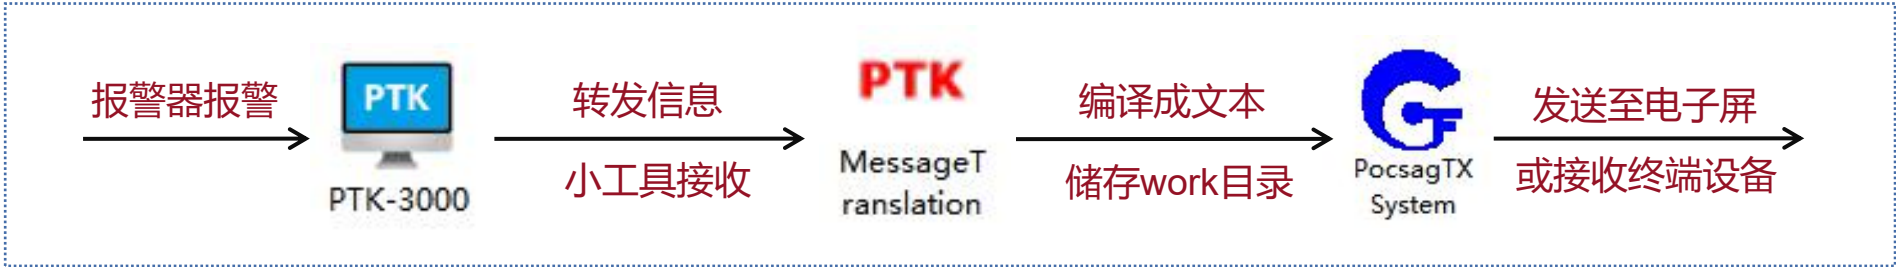 报警器报警
PTK
PTK-3000
转发信息
小工具接收
PTK
MessageT
ranslation
编译成文本
储存work目录
PocsagTX
System
发送至电子屏
或接收终端设备